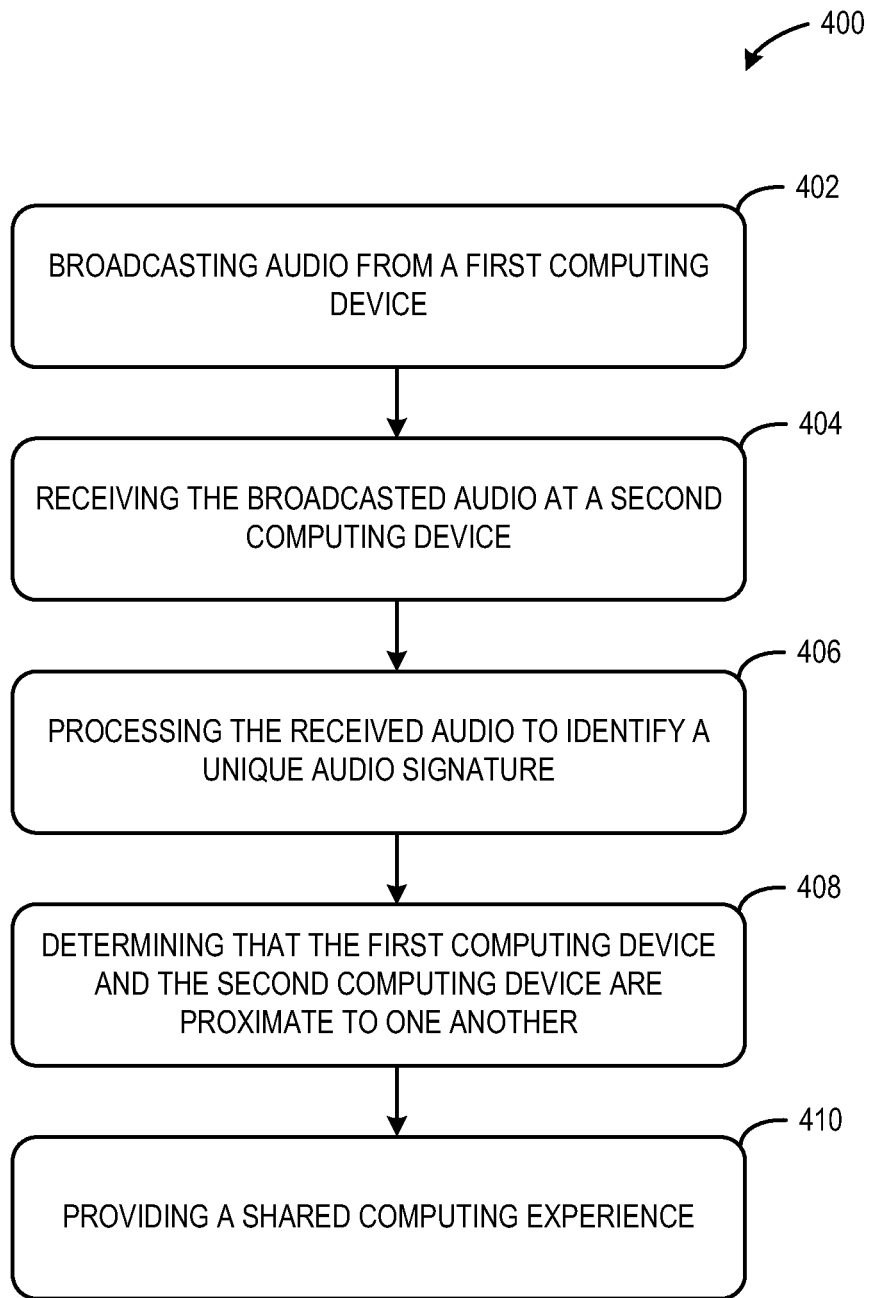 400
402
BROADCASTING AUDIO FROM A FIRST COMPUTING
DEVICE
404
RECEIVING THE BROADCASTED AUDIO AT A SECOND
COMPUTING DEVICE
406
PROCESSING THE RECEIVED AUDIO TO IDENTIFY A
UNIQUE AUDIO SIGNATURE
408
DETERMINING THAT THE FIRST COMPUTING DEVICE
AND THE SECOND COMPUTING DEVICE ARE
PROXIMATE TO ONE ANOTHER
410
PROVIDING A SHARED COMPUTING EXPERIENCE